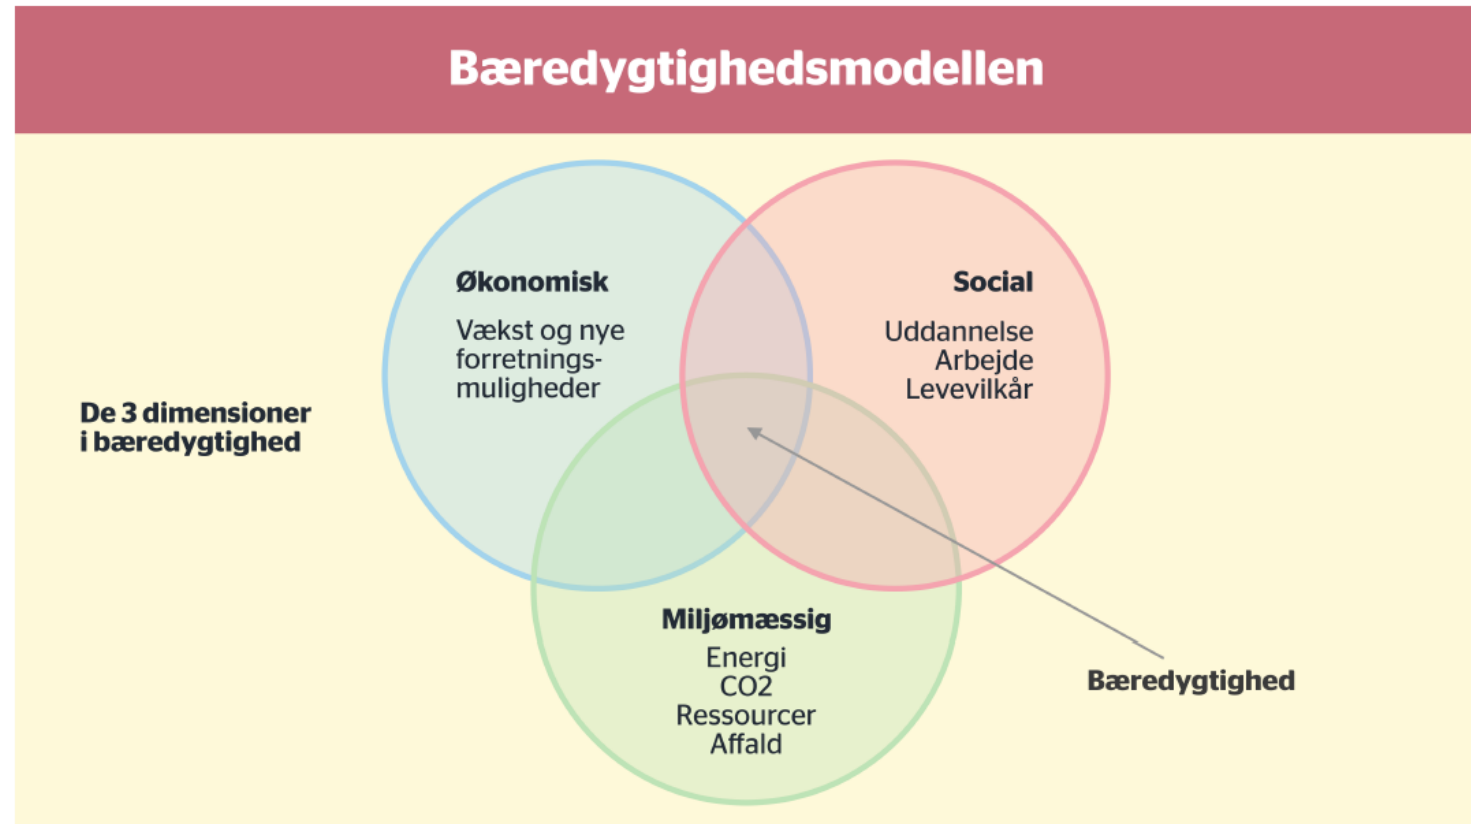 Bæredygtighedsmodellen
Økonomisk
Vækst og nye
forretnings-
muligheder
Social
Uddannelse
Arbejde
Levevilkår
De 3 dimensioner
i bæredygtighed
Miljømæssig
Energi
CO2
Ressourcer
Affald
Bæredygtighed